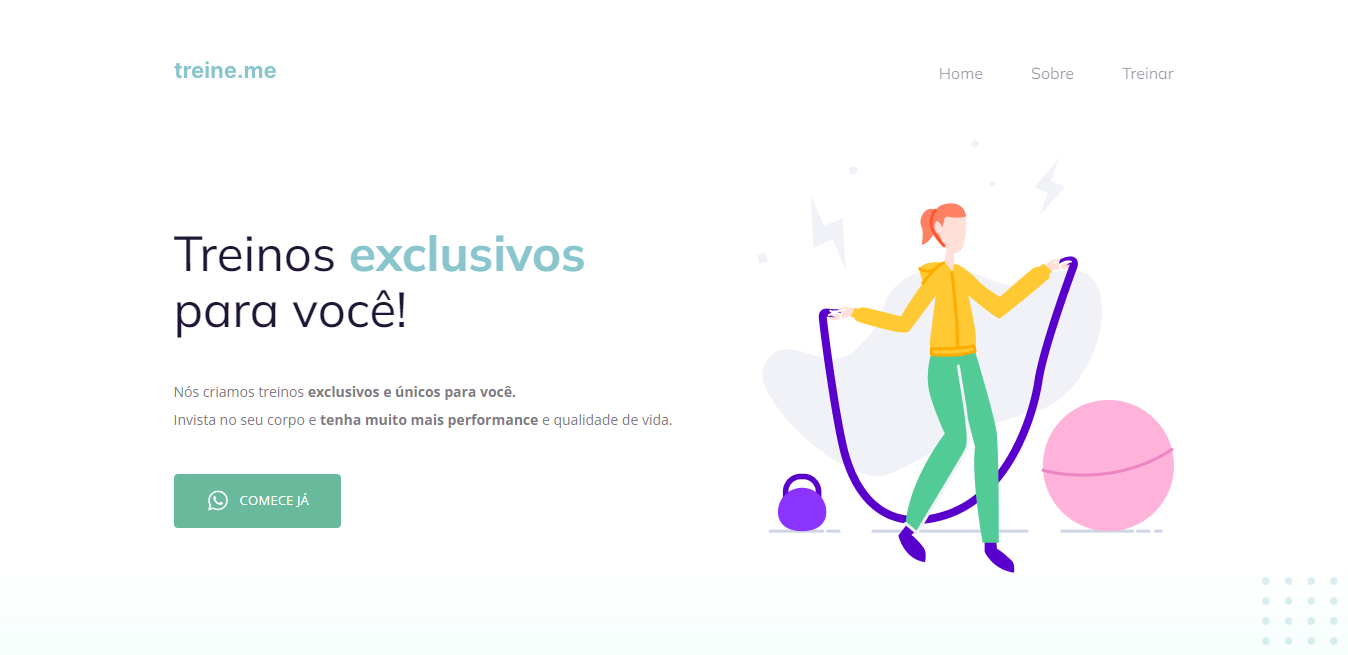 treine.me
Home Sobre Treinar
Treinos exclusivos
para você!
Nós criamos treinos exclusivos e únicos para você.
Invista no seu corpo e tenha muito mais performance e qualidade de vida.
COMECE JÁ